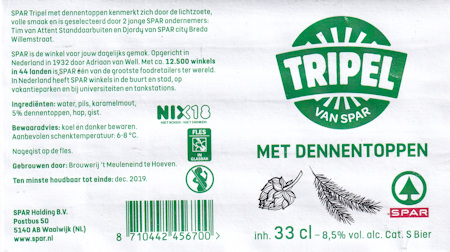 SPAR Tripel met dennentoppen kenmerkt zich door de lichtzoete,
volle smaak en is geselecteerd door 2 jonge SPAR ondernemers:
Tim van Attent Standdaarbuiten en Djordy van SPAR city Breda
Willemstraat.
SPAR is de winkel voor jouw dagelijks gemak. Opgericht in
Nederland in 1932 door Adriaan van Well. Met ca. 12.500 winkels
in 44 landen is SPAR één van de grootste foodretailers ter wereld.
In Nederland heeft SPAR winkels in de buurt en stad, op
vakantieparken en bij universiteiten en tankstations.
Ingrediënten: water, pils, karamelmout,
5% dennentoppen, hop, gist.
Bewaaradvies: koel en donker bewaren.
Aanbevolen schenktemperatuur: 6-8 °C.
Nagegist op de fles.
Gebrouwen door: Brouwerij 't Meuleneind te Hoeven.
Ten minste houdbaar tot einde: dec. 2019.
SPAR Holding B.V.
Postbus 50
5140 AB Waalwijk (NL)
www.spar.nl
NIX18
NIET ROKEN · NIET DRINKEN
FLES
IN
GLASBAK
8 710442 456700 >
TRIPEL
VAN SPAR
MET DENNENTOPPEN
SPAR
inh. 33 cl - 8,5% vol. alc. Cat. S Bier